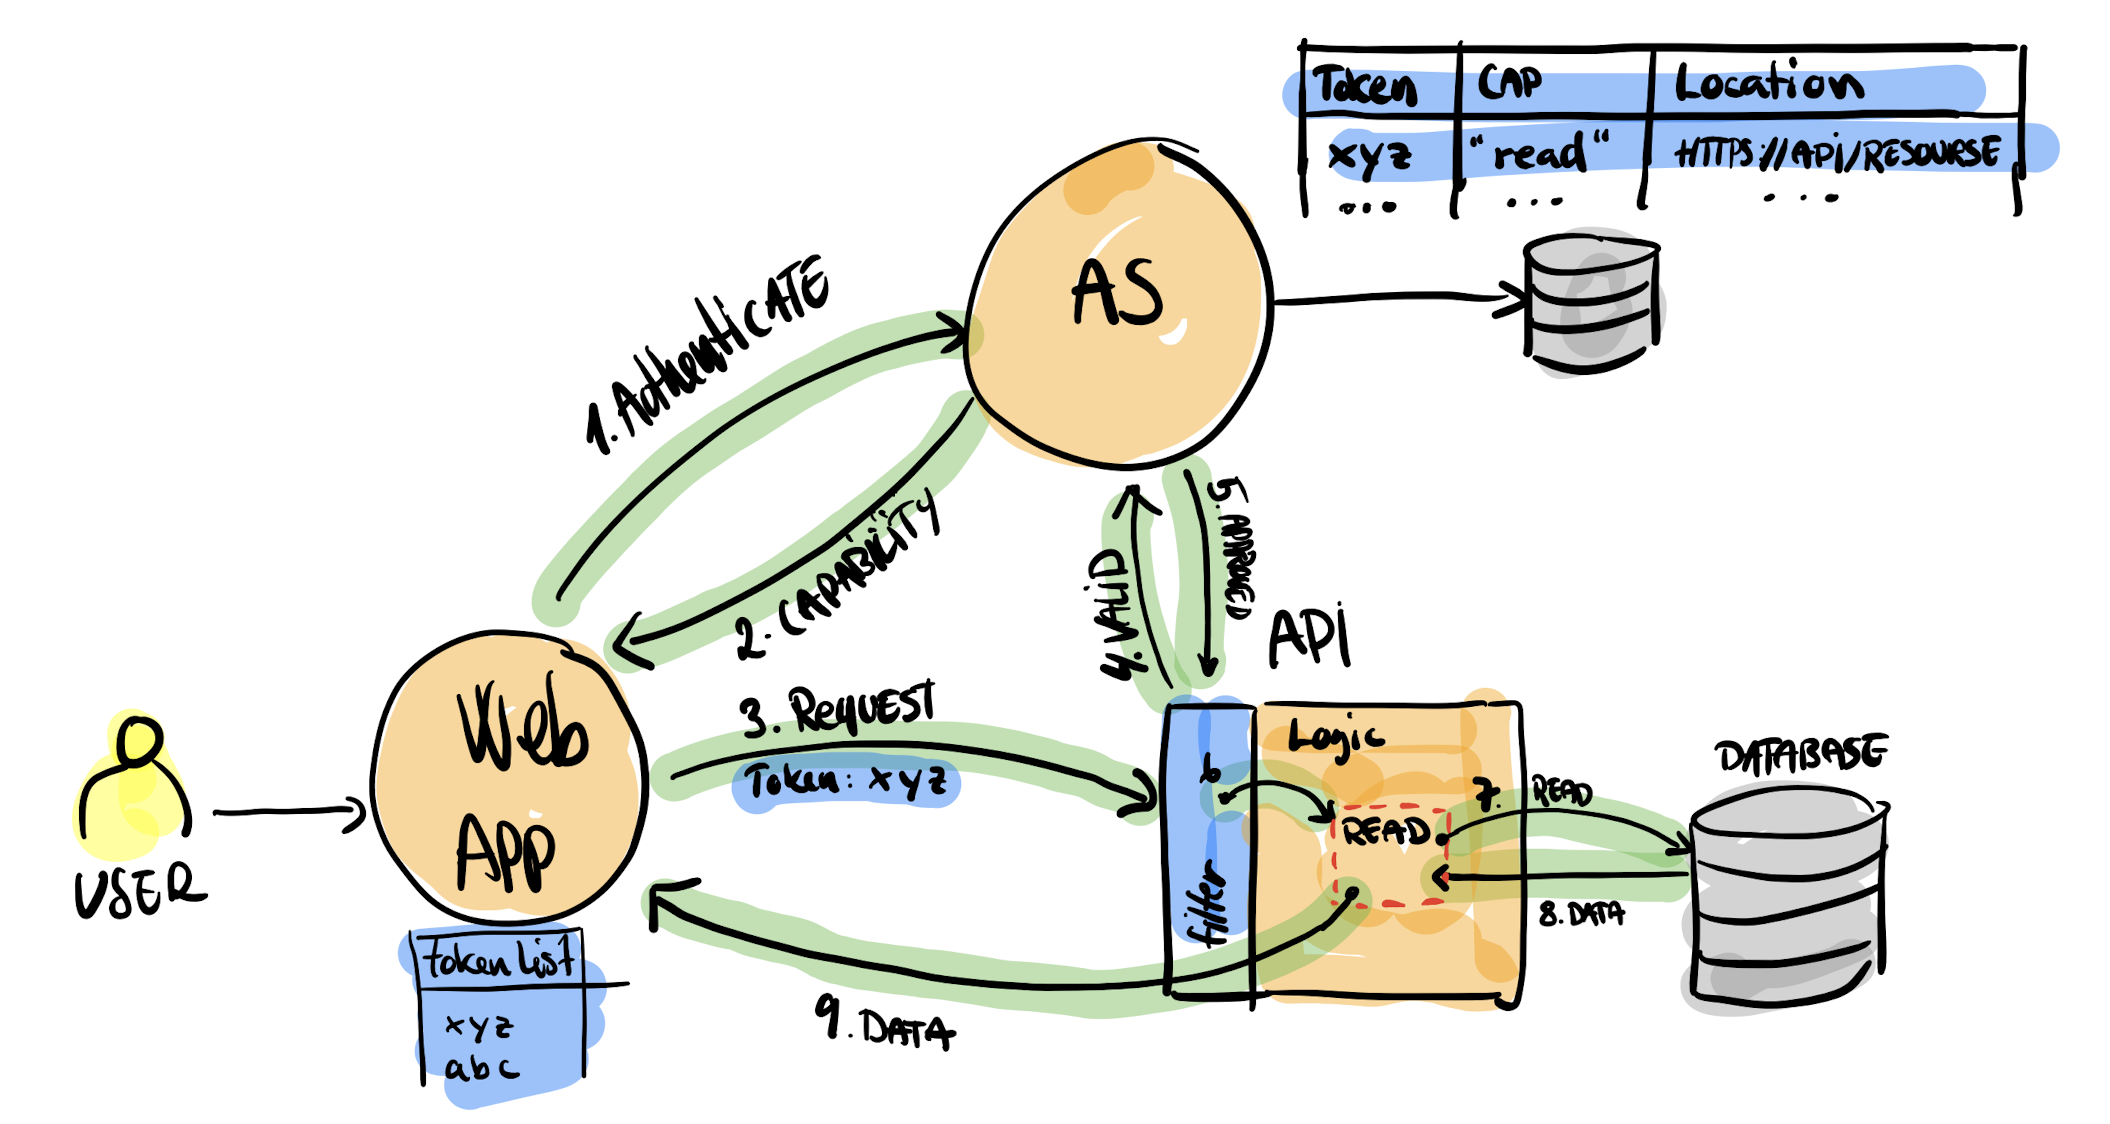 Token CAP Location
xyz "read" HTTPS://API/RESOURSE
... ... ...
AS
1. AuthentiCATE
2. CAPABILITY
5. APPROVED
4. VALID
API
Web
App
3. Request
Token: xyz
USER
Token List
xyz
abc
filter
6
Logic
READ
7. READ
8. DATA
9. DATA
DATABASE